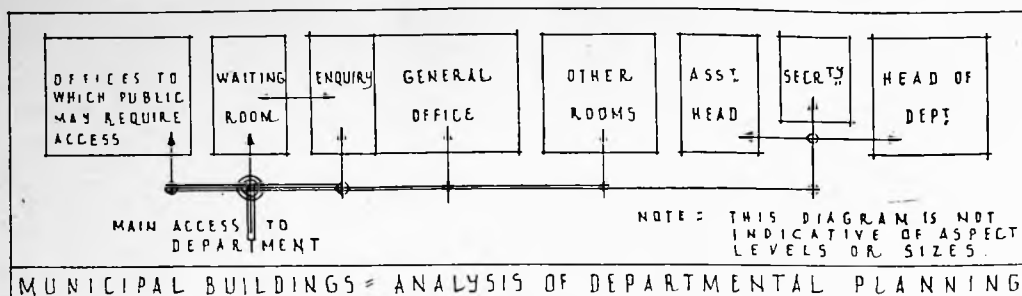 OFFICES TO
WHICH PUBLIC
MAY REQUIRE
ACCESS
WAITING
ROOM
ENQUIRY
GENERAL
OFFICE
OTHER
ROOMS
ASST.
HEAD
SECRTY
HEAD OF
DEPT.
MAIN ACCESS TO
DEPARTMENT
NOTE = THIS DIAGRAM IS NOT
INDICATIVE OF ASPECT
LEVELS OR SIZES.
MUNICIPAL BUILDINGS = ANALYSIS OF DEPARTMENTAL PLANNING